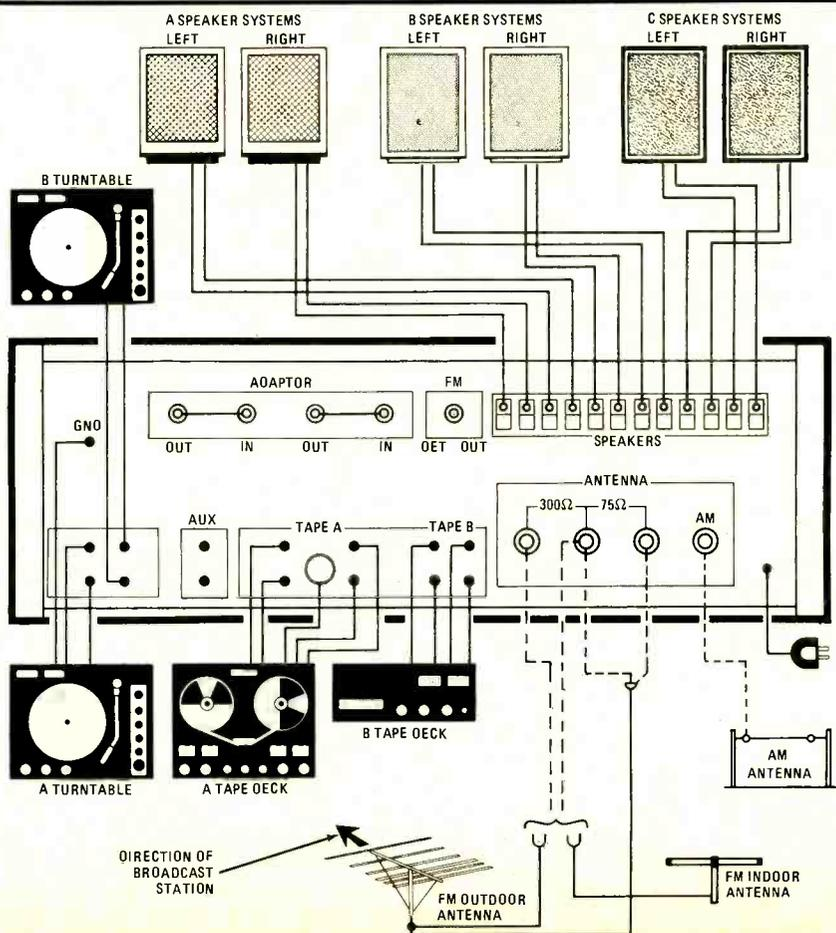 A SPEAKER SYSTEMS
LEFT RIGHT
B SPEAKER SYSTEMS
LEFT RIGHT
C SPEAKER SYSTEMS
LEFT RIGHT
B TURNTABLE
AOAPTOR
OUT IN OUT IN
FM
OET OUT
SPEAKERS
GNO
ANTENNA
300Ω 75Ω
AM
AUX
TAPE A
TAPE B
A TURNTABLE
A TAPE OECK
B TAPE OECK
AM
ANTENNA
DIRECTION OF
BROADCAST
STATION
FM OUTDOOR
ANTENNA
FM INDOOR
ANTENNA